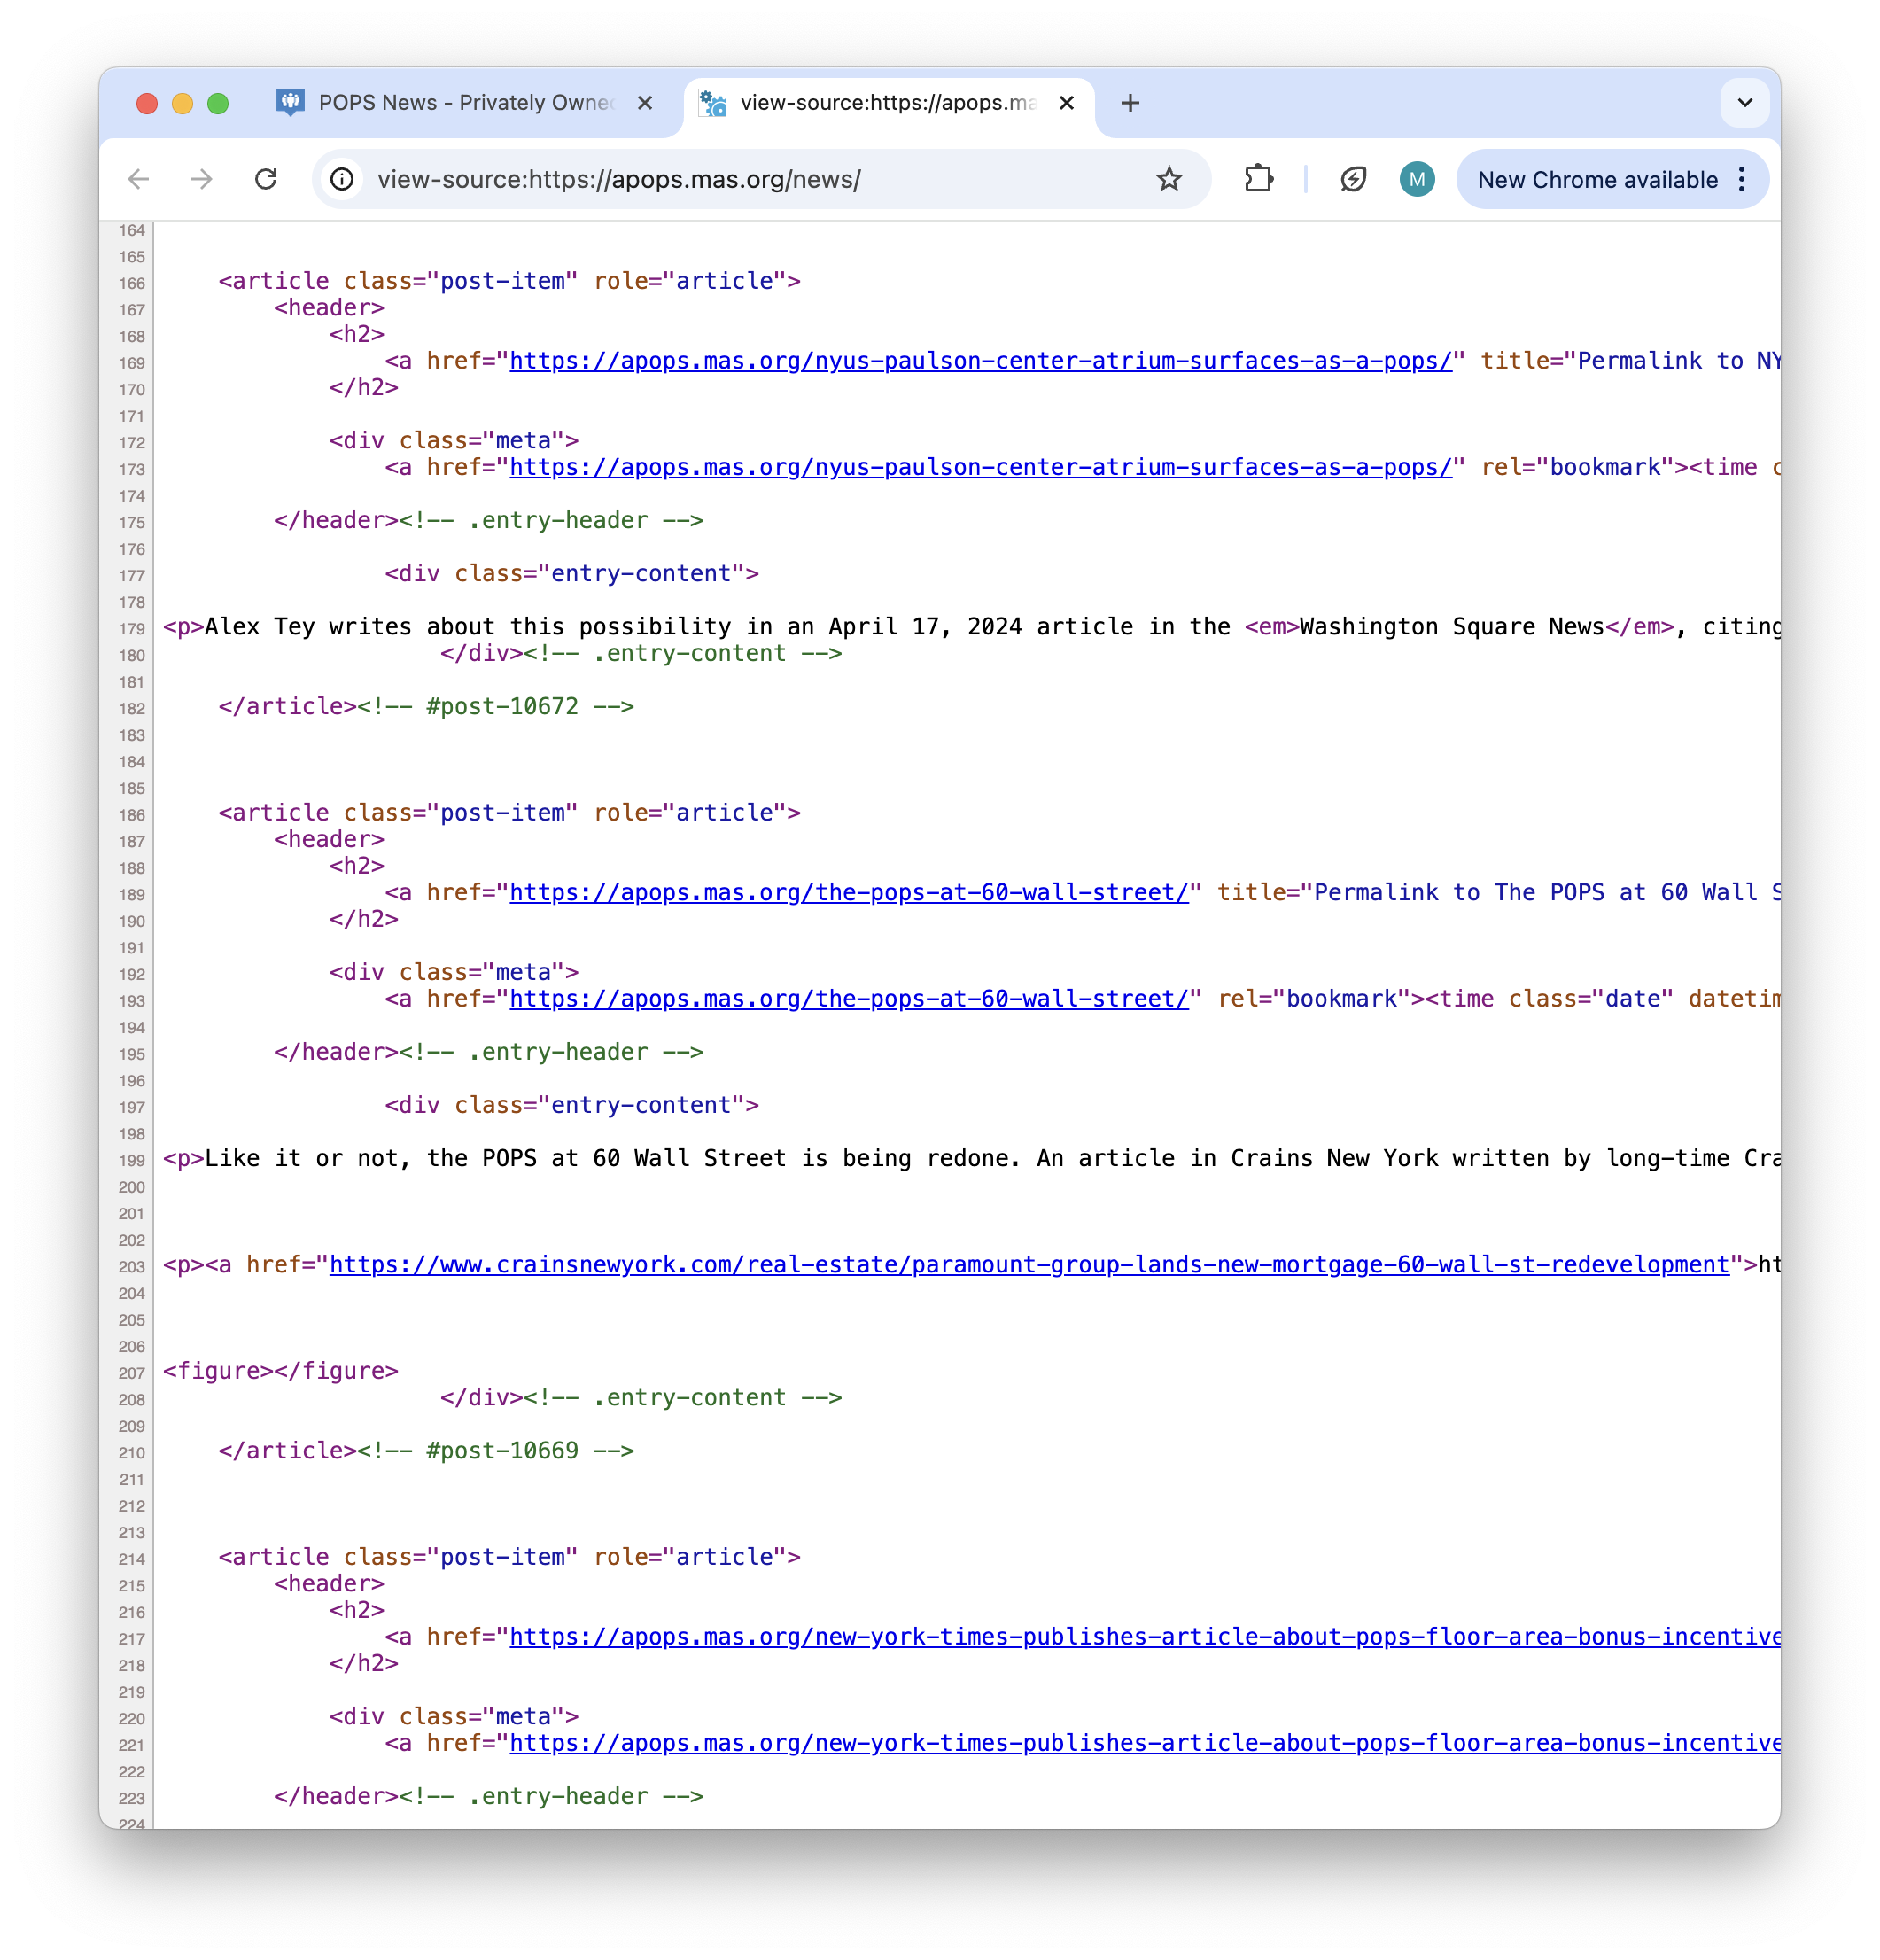 POPS News - Privately Owned
view-source:https://apops.ma
view-source:https://apops.mas.org/news/
M
New Chrome available
164
165
166 <article class="post-item" role="article">
167 <header>
168 <h2>
169 <a href="https://apops.mas.org/nyus-paulson-center-atrium-surfaces-as-a-pops/" title="Permalink to NY
170 </h2>
171
172 <div class="meta">
173 <a href="https://apops.mas.org/nyus-paulson-center-atrium-surfaces-as-a-pops/" rel="bookmark"><time c
174
175 </header><!-- .entry-header -->
176
177 <div class="entry-content">
178
179 <p>Alex Tey writes about this possibility in an April 17, 2024 article in the <em>Washington Square News</em>, citing
180 </div><!-- .entry-content -->
181
182 </article><!-- #post-10672 -->
183
184
185
186 <article class="post-item" role="article">
187 <header>
188 <h2>
189 <a href="https://apops.mas.org/the-pops-at-60-wall-street/" title="Permalink to The POPS at 60 Wall S
190 </h2>
191
192 <div class="meta">
193 <a href="https://apops.mas.org/the-pops-at-60-wall-street/" rel="bookmark"><time class="date" datetim
194
195 </header><!-- .entry-header -->
196
197 <div class="entry-content">
198
199 <p>Like it or not, the POPS at 60 Wall Street is being redone. An article in Crains New York written by long-time Cra
200
201
202
203 <p><a href="https://www.crainsnewyork.com/real-estate/paramount-group-lands-new-mortgage-60-wall-st-redevelopment">ht
204
205
206
207 <figure></figure>
208 </div><!-- .entry-content -->
209
210 </article><!-- #post-10669 -->
211
212
213
214 <article class="post-item" role="article">
215 <header>
216 <h2>
217 <a href="https://apops.mas.org/new-york-times-publishes-article-about-pops-floor-area-bonus-incentive
218 </h2>
219
220 <div class="meta">
221 <a href="https://apops.mas.org/new-york-times-publishes-article-about-pops-floor-area-bonus-incentive
222
223 </header><!-- .entry-header -->
224